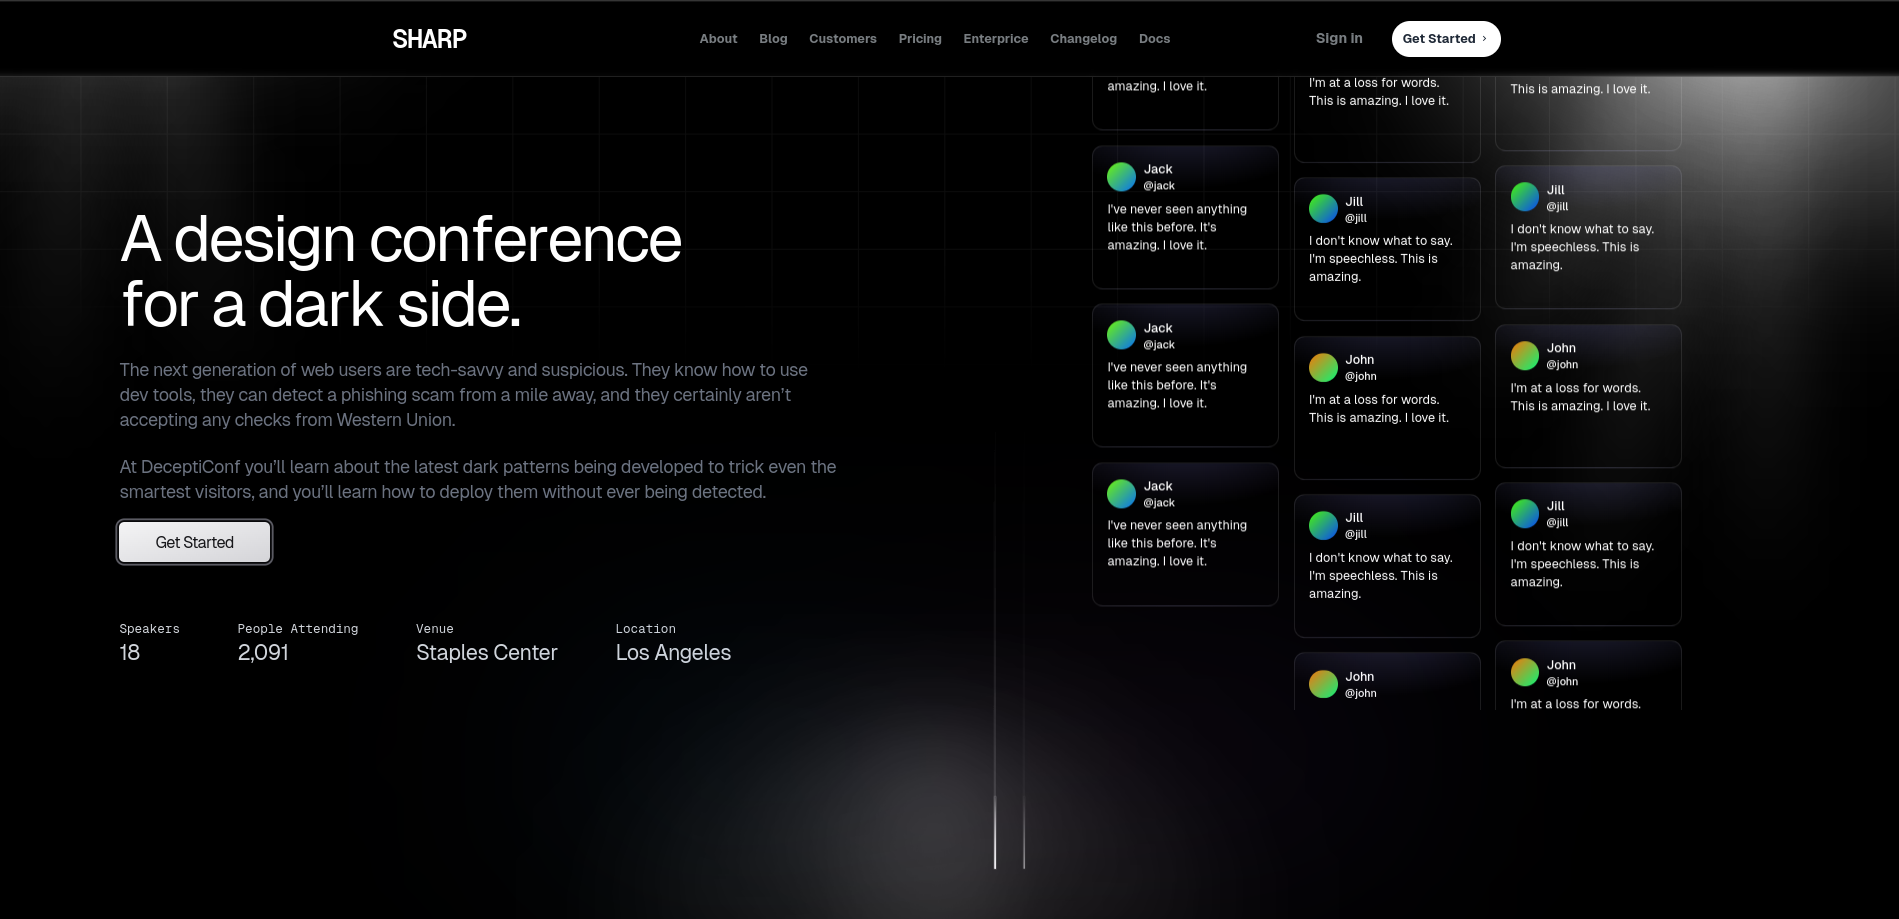 SHARP
About Blog Customers Pricing Enterprice Changelog Docs
Sign in
Get Started ›
A design conference
for a dark side.
The next generation of web users are tech-savvy and suspicious. They know how to use
dev tools, they can detect a phishing scam from a mile away, and they certainly aren't
accepting any checks from Western Union.
At DeceptiConf you'll learn about the latest dark patterns being developed to trick even the
smartest visitors, and you'll learn how to deploy them without ever being detected.
Get Started
Speakers
18
People Attending
2,091
Venue
Staples Center
Location
Los Angeles
amazing. I love it.
Jack
@jack
I've never seen anything
like this before. It's
amazing. I love it.
Jack
@jack
I've never seen anything
like this before. It's
amazing. I love it.
Jack
@jack
I've never seen anything
like this before. It's
amazing. I love it.
I'm at a loss for words.
This is amazing. I love it.
Jill
@jill
I don't know what to say.
I'm speechless. This is
amazing.
John
@john
I'm at a loss for words.
This is amazing. I love it.
Jill
@jill
I don't know what to say.
I'm speechless. This is
amazing.
John
@john
This is amazing. I love it.
Jill
@jill
I don't know what to say.
I'm speechless. This is
amazing.
John
@john
I'm at a loss for words.
This is amazing. I love it.
Jill
@jill
I don't know what to say.
I'm speechless. This is
amazing.
John
@john
I'm at a loss for words.